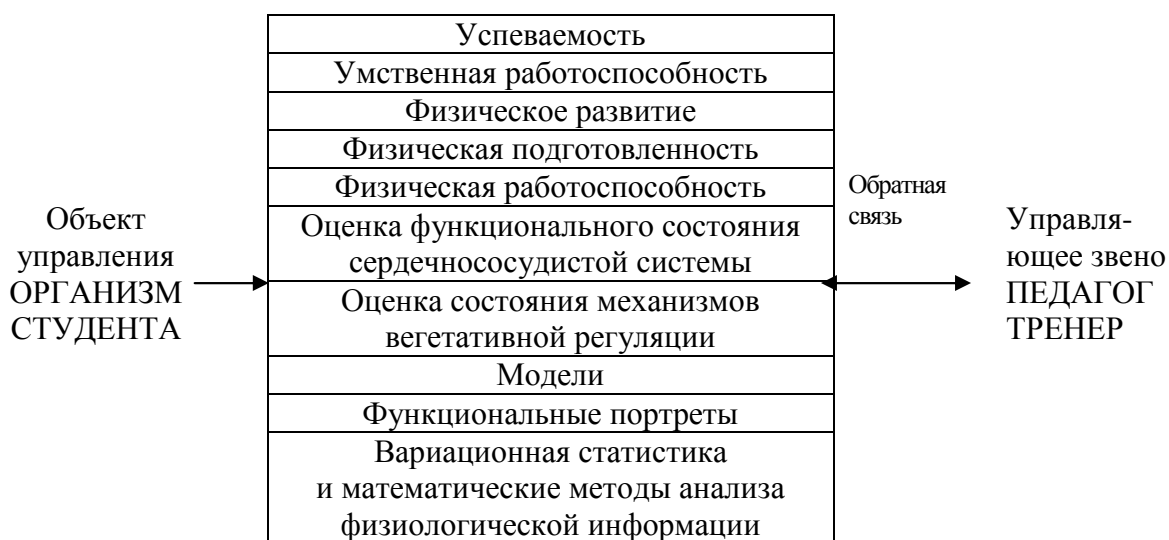 Объект
управления
ОРГАНИЗМ
СТУДЕНТА
Успеваемость
Умственная работоспособность
Физическое развитие
Физическая подготовленность
Физическая работоспособность
Оценка функционального состояния
сердечнососудистой системы
Оценка состояния механизмов
вегетативной регуляции
Модели
Функциональные портреты
Вариационная статистика
и математические методы анализа
физиологической информации
Обратная
связь
Управля-
ющее звено
ПЕДАГОГ
ТРЕНЕР